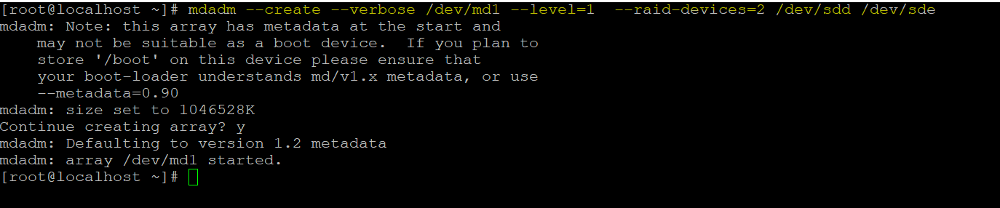 [root@localhost ~]# mdadm --create --verbose /dev/md1 --level=1  --raid-devices=2 /dev/sdd /dev/sde
mdadm: Note: this array has metadata at the start and
    may not be suitable as a boot device.  If you plan to
    store '/boot' on this device please ensure that
    your boot-loader understands md/v1.x metadata, or use
    --metadata=0.90
mdadm: size set to 1046528K
Continue creating array? y
mdadm: Defaulting to version 1.2 metadata
mdadm: array /dev/md1 started.
[root@localhost ~]#